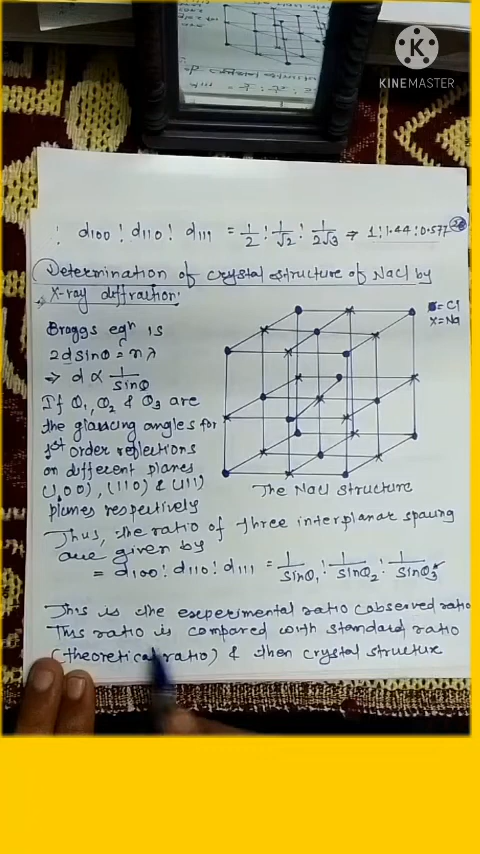 KINEMASTER
∴ d100 : d110 : d111 = 1/2 : 1/√2 : 1/2√3 ⇒ 1:1.44:0.577
Determination of crystal structure of NaCl by
X-ray diffraction:
= Cl
X = Na
Braggs eqn is
2dsinθ = nλ
⇒ d ∝ 1/sinθ
If θ1, θ2 & θ3 are
the glancing angles for
1st order reflections
on different planes
(1,00), (110) & (111)
planes respectively
The NaCl structure
Thus, the ratio of three interplanar spacing
are given by
= d100 : d110 : d111 = 1/sinθ1 : 1/sinθ2 : 1/sinθ3
This is the experimental ratio (observed ratio
This ratio is compared with standard ratio
(theoretical ratio) & then crystal structure